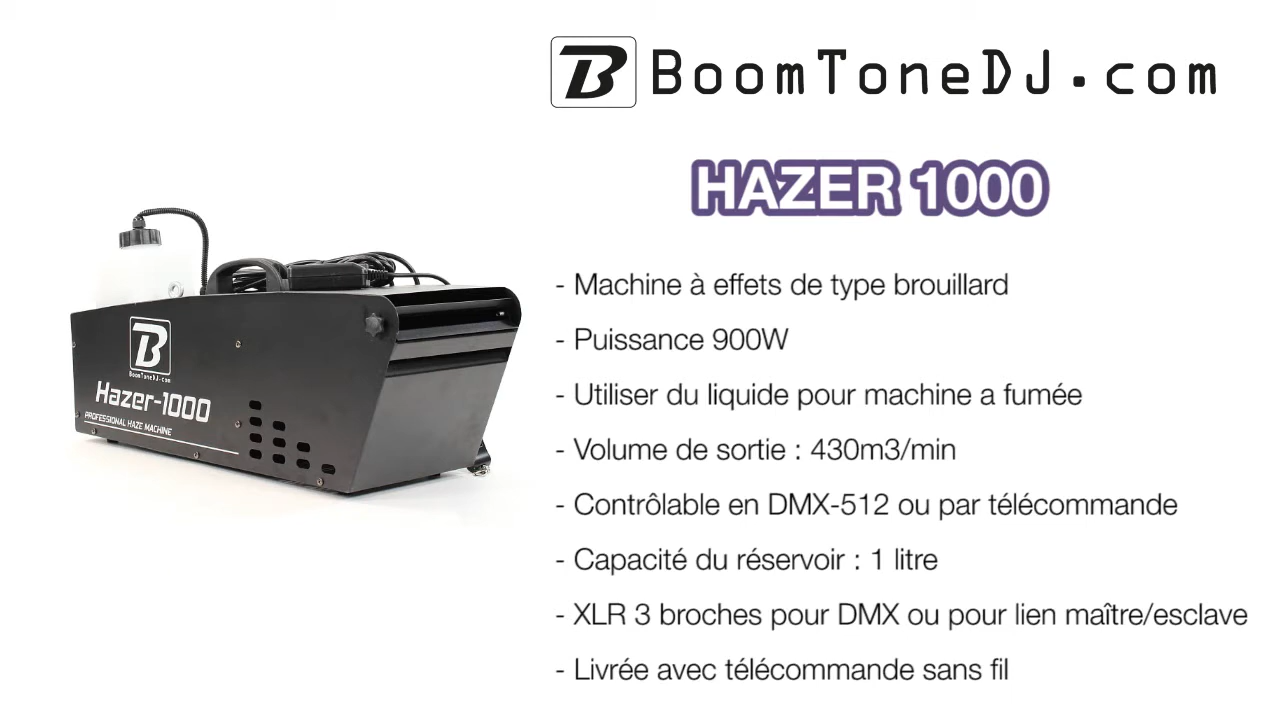 B BoomToneDJ.com
HAZER 1000
- Machine à effets de type brouillard
- Puissance 900W
- Utiliser du liquide pour machine a fumée
- Volume de sortie : 430m3/min
- Contrôlable en DMX-512 ou par télécommande
- Capacité du réservoir : 1 litre
- XLR 3 broches pour DMX ou pour lien maître/esclave
- Livrée avec télécommande sans fil
B
BoomToneDJ.com
Hazer-1000
PROFESSIONAL HAZE MACHINE